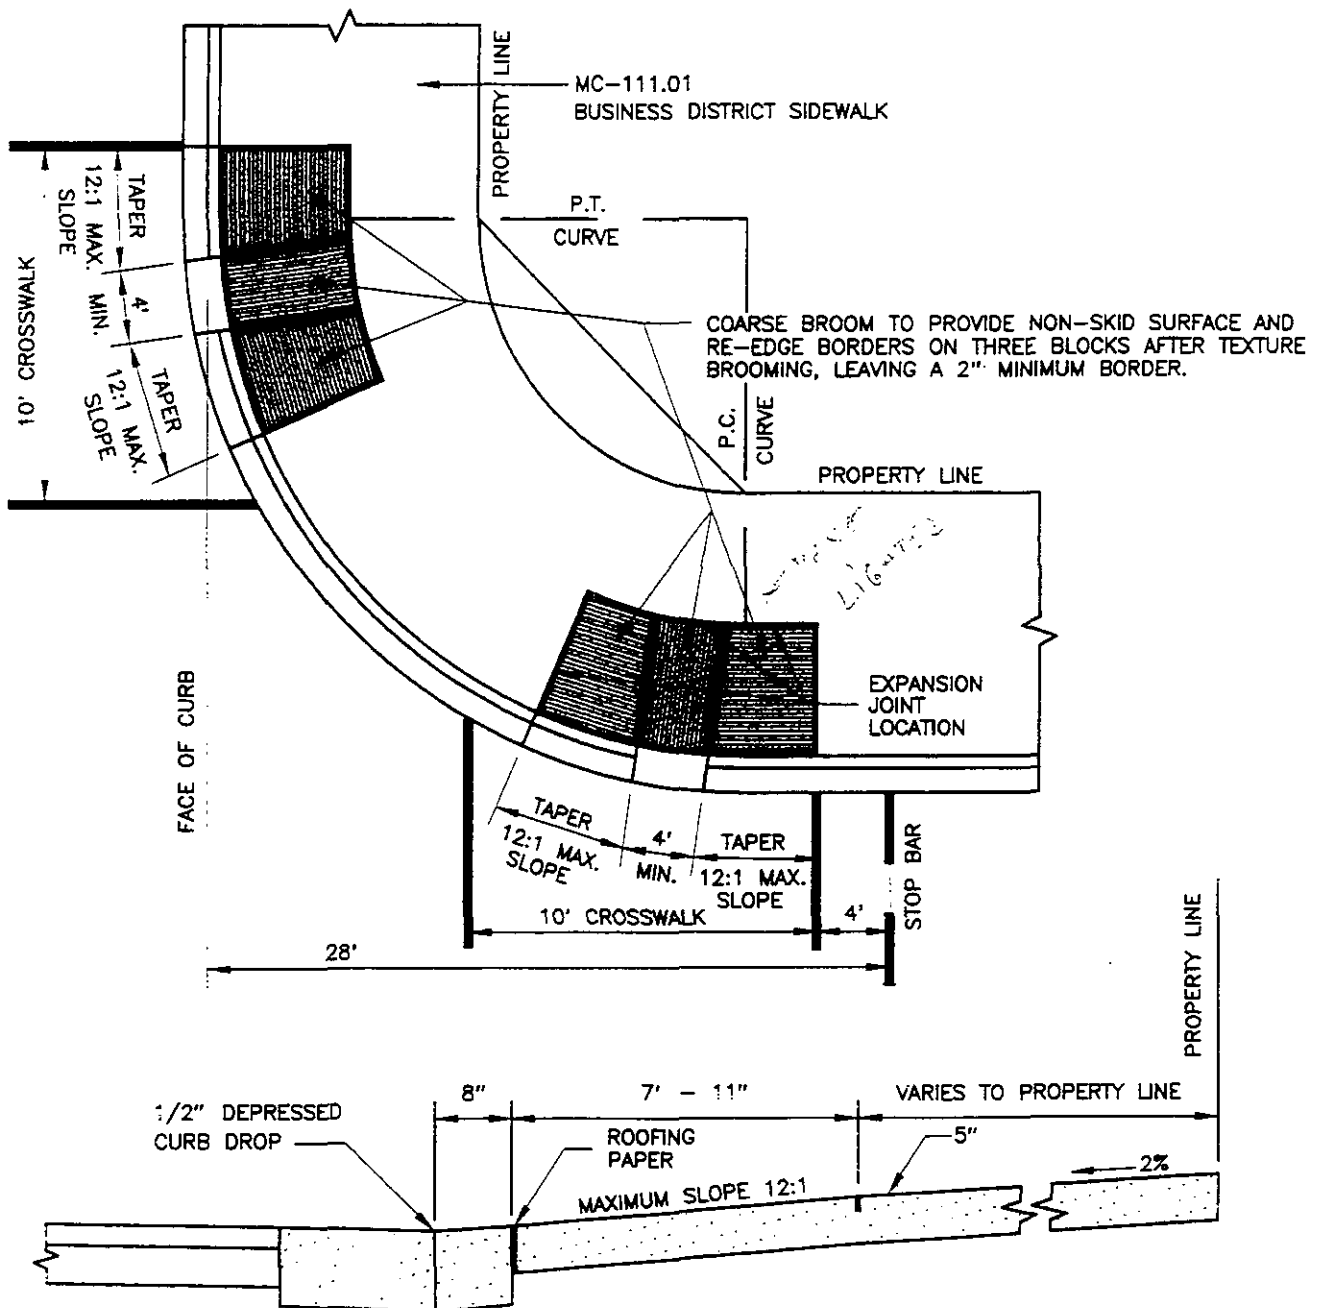 PROPERTY LINE
MC-111.01
BUSINESS DISTRICT SIDEWALK
TAPER
12:1 MAX.
SLOPE
4'
MIN.
TAPER
12:1 MAX.
SLOPE
10' CROSSWALK
P.T.
CURVE
COARSE BROOM TO PROVIDE NON-SKID SURFACE AND
RE-EDGE BORDERS ON THREE BLOCKS AFTER TEXTURE
BROOMING, LEAVING A 2" MINIMUM BORDER.
P.C.
CURVE
PROPERTY LINE
EXPANSION
JOINT
LOCATION
FACE OF CURB
TAPER
12:1 MAX.
SLOPE
4'
MIN.
TAPER
12:1 MAX.
SLOPE
10' CROSSWALK
4'
STOP BAR
28'
PROPERTY LINE
1/2" DEPRESSED
CURB DROP
8"
7' - 11"
VARIES TO PROPERTY LINE
ROOFING
PAPER
5"
2%
MAXIMUM SLOPE 12:1